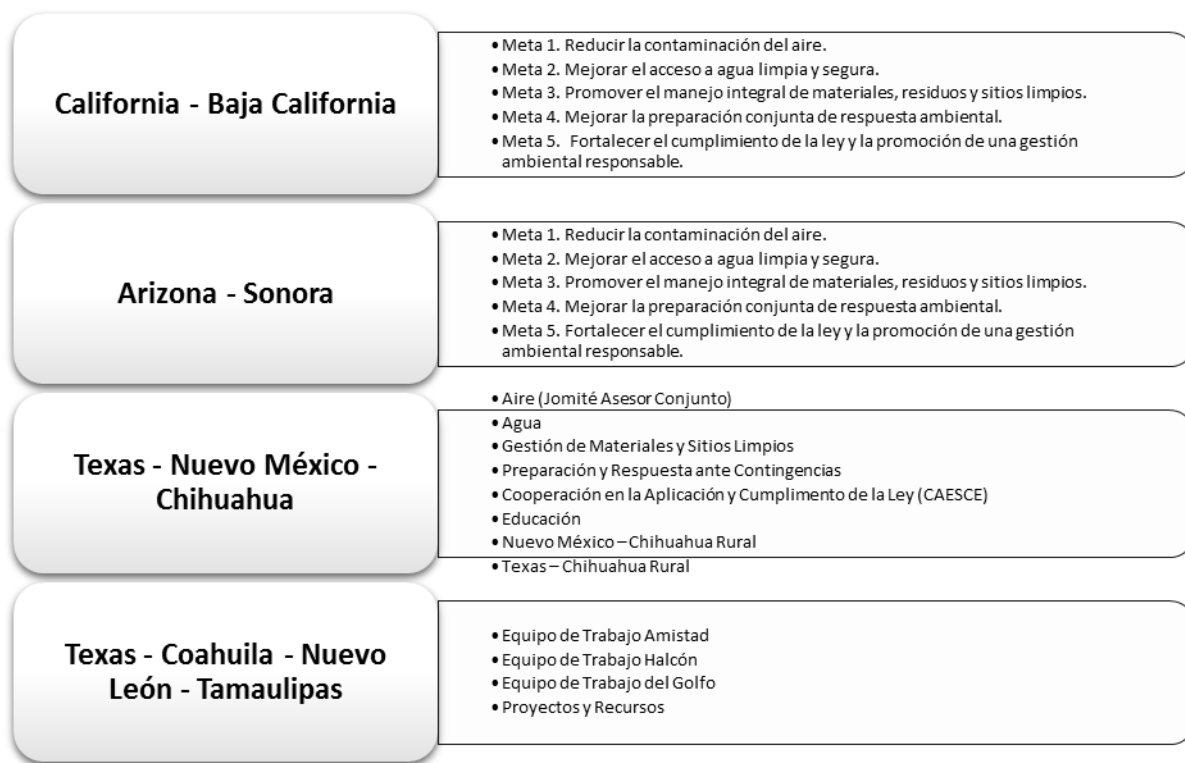 California - Baja California
• Meta 1. Reducir la contaminación del aire.
• Meta 2. Mejorar el acceso a agua limpia y segura.
• Meta 3. Promover el manejo integral de materiales, residuos y sitios limpios.
• Meta 4. Mejorar la preparación conjunta de respuesta ambiental.
• Meta 5. Fortalecer el cumplimiento de la ley y la promoción de una gestión
ambiental responsable.
Arizona - Sonora
• Meta 1. Reducir la contaminación del aire.
• Meta 2. Mejorar el acceso a agua limpia y segura.
• Meta 3. Promover el manejo integral de materiales, residuos y sitios limpios.
• Meta 4. Mejorar la preparación conjunta de respuesta ambiental.
• Meta 5. Fortalecer el cumplimiento de la ley y la promoción de una gestión
ambiental responsable.
Texas - Nuevo México -
Chihuahua
• Aire (Jomité Asesor Conjunto)
• Agua
• Gestión de Materiales y Sitios Limpios
• Preparación y Respuesta ante Contingencias
• Cooperación en la Aplicación y Cumplimento de la Ley (CAESCE)
• Educación
• Nuevo México – Chihuahua Rural
• Texas – Chihuahua Rural
Texas - Coahuila - Nuevo
León - Tamaulipas
• Equipo de Trabajo Amistad
• Equipo de Trabajo Halcón
• Equipo de Trabajo del Golfo
• Proyectos y Recursos